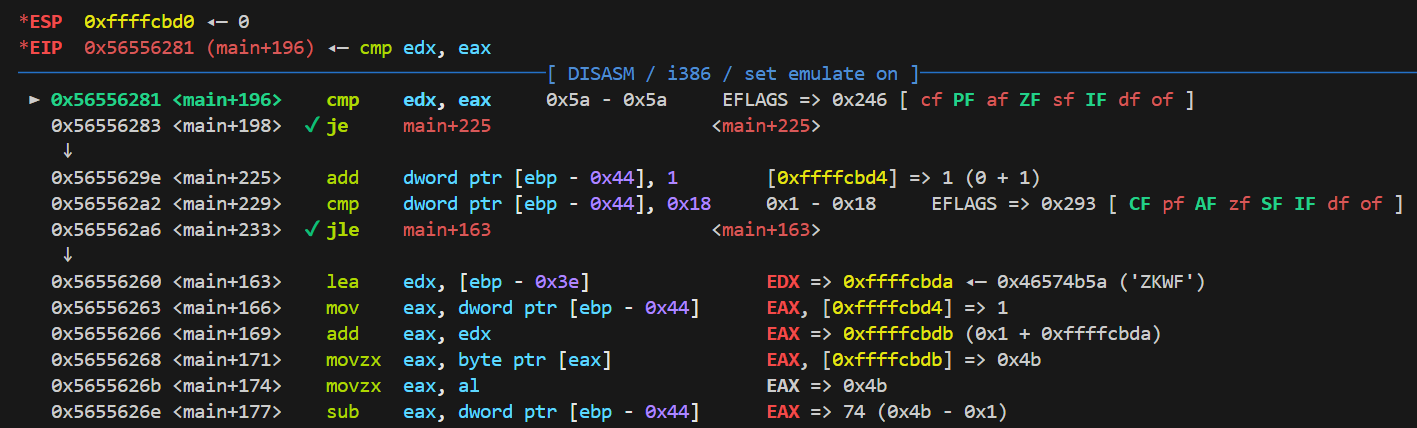 *ESP  0xffffcbd0 ◂— 0
*EIP  0x56556281 (main+196) ◂— cmp edx, eax
[ DISASM / i386 / set emulate on ]
► 0x56556281 <main+196>    cmp    edx, eax     0x5a - 0x5a     EFLAGS => 0x246 [ cf PF af ZF sf IF df of ]
0x56556283 <main+198>  ✓ je     main+225                    <main+225>
↓
0x5655629e <main+225>    add    dword ptr [ebp - 0x44], 1        [0xffffcbd4] => 1 (0 + 1)
0x565562a2 <main+229>    cmp    dword ptr [ebp - 0x44], 0x18     0x1 - 0x18     EFLAGS => 0x293 [ CF pf AF zf SF IF df of ]
0x565562a6 <main+233>  ✓ jle    main+163                    <main+163>
↓
0x56556260 <main+163>    lea    edx, [ebp - 0x3e]                EDX => 0xffffcbda ◂— 0x46574b5a ('ZKWF')
0x56556263 <main+166>    mov    eax, dword ptr [ebp - 0x44]      EAX, [0xffffcbd4] => 1
0x56556266 <main+169>    add    eax, edx                         EAX => 0xffffcbdb (0x1 + 0xffffcbda)
0x56556268 <main+171>    movzx  eax, byte ptr [eax]              EAX, [0xffffcbdb] => 0x4b
0x5655626b <main+174>    movzx  eax, al                          EAX => 0x4b
0x5655626e <main+177>    sub    eax, dword ptr [ebp - 0x44]      EAX => 74 (0x4b - 0x1)